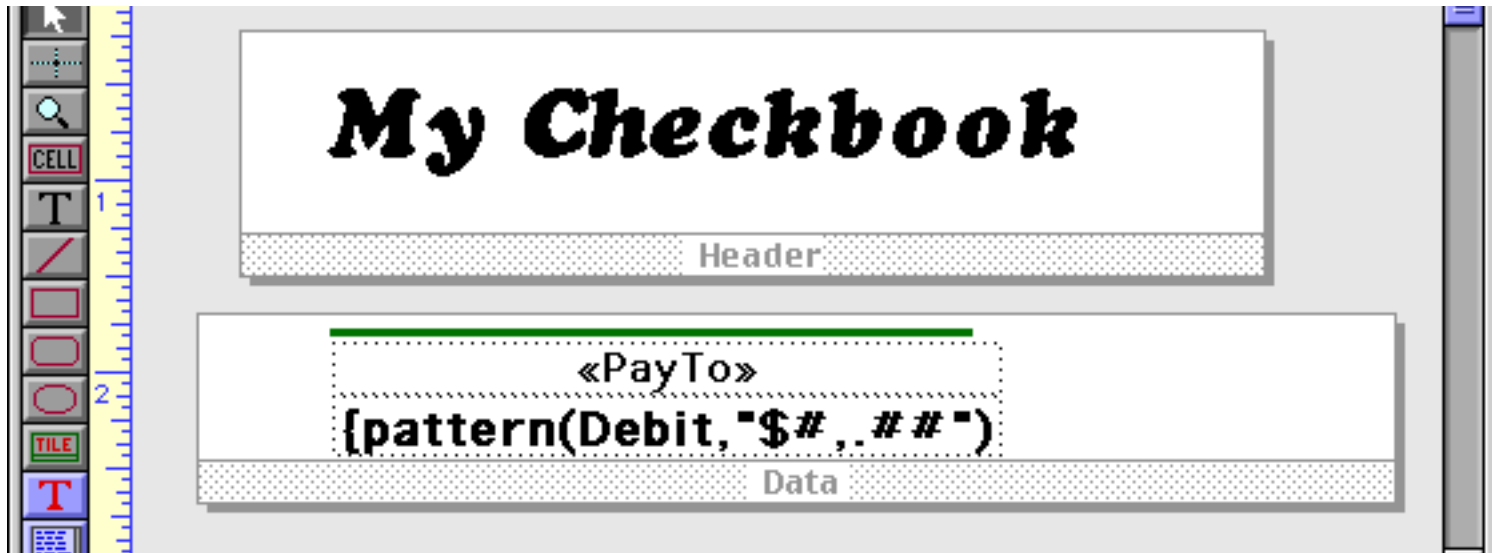 My Checkbook
CELL
T
1
Header
«PayTo»
2
{pattern(Debit,"$#,.##")
TILE
T
Data